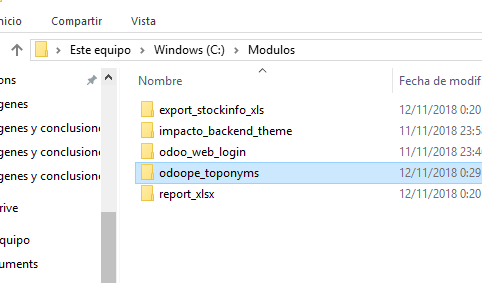 nicio Compartir Vista
Este equipo > Windows (C:) > Modulos
ons
Nombre Fecha de modif
genes
export_stockinfo_xls 12/11/2018 0:20
genes y conclusione
impacto_backend_theme 11/11/2018 23:5
genes y conclusione
odoo_web_login 11/11/2018 23:4
genes y conclusione
odoope_toponyms 12/11/2018 0:29
report_xlsx 12/11/2018 0:20
rive
quipo
uments